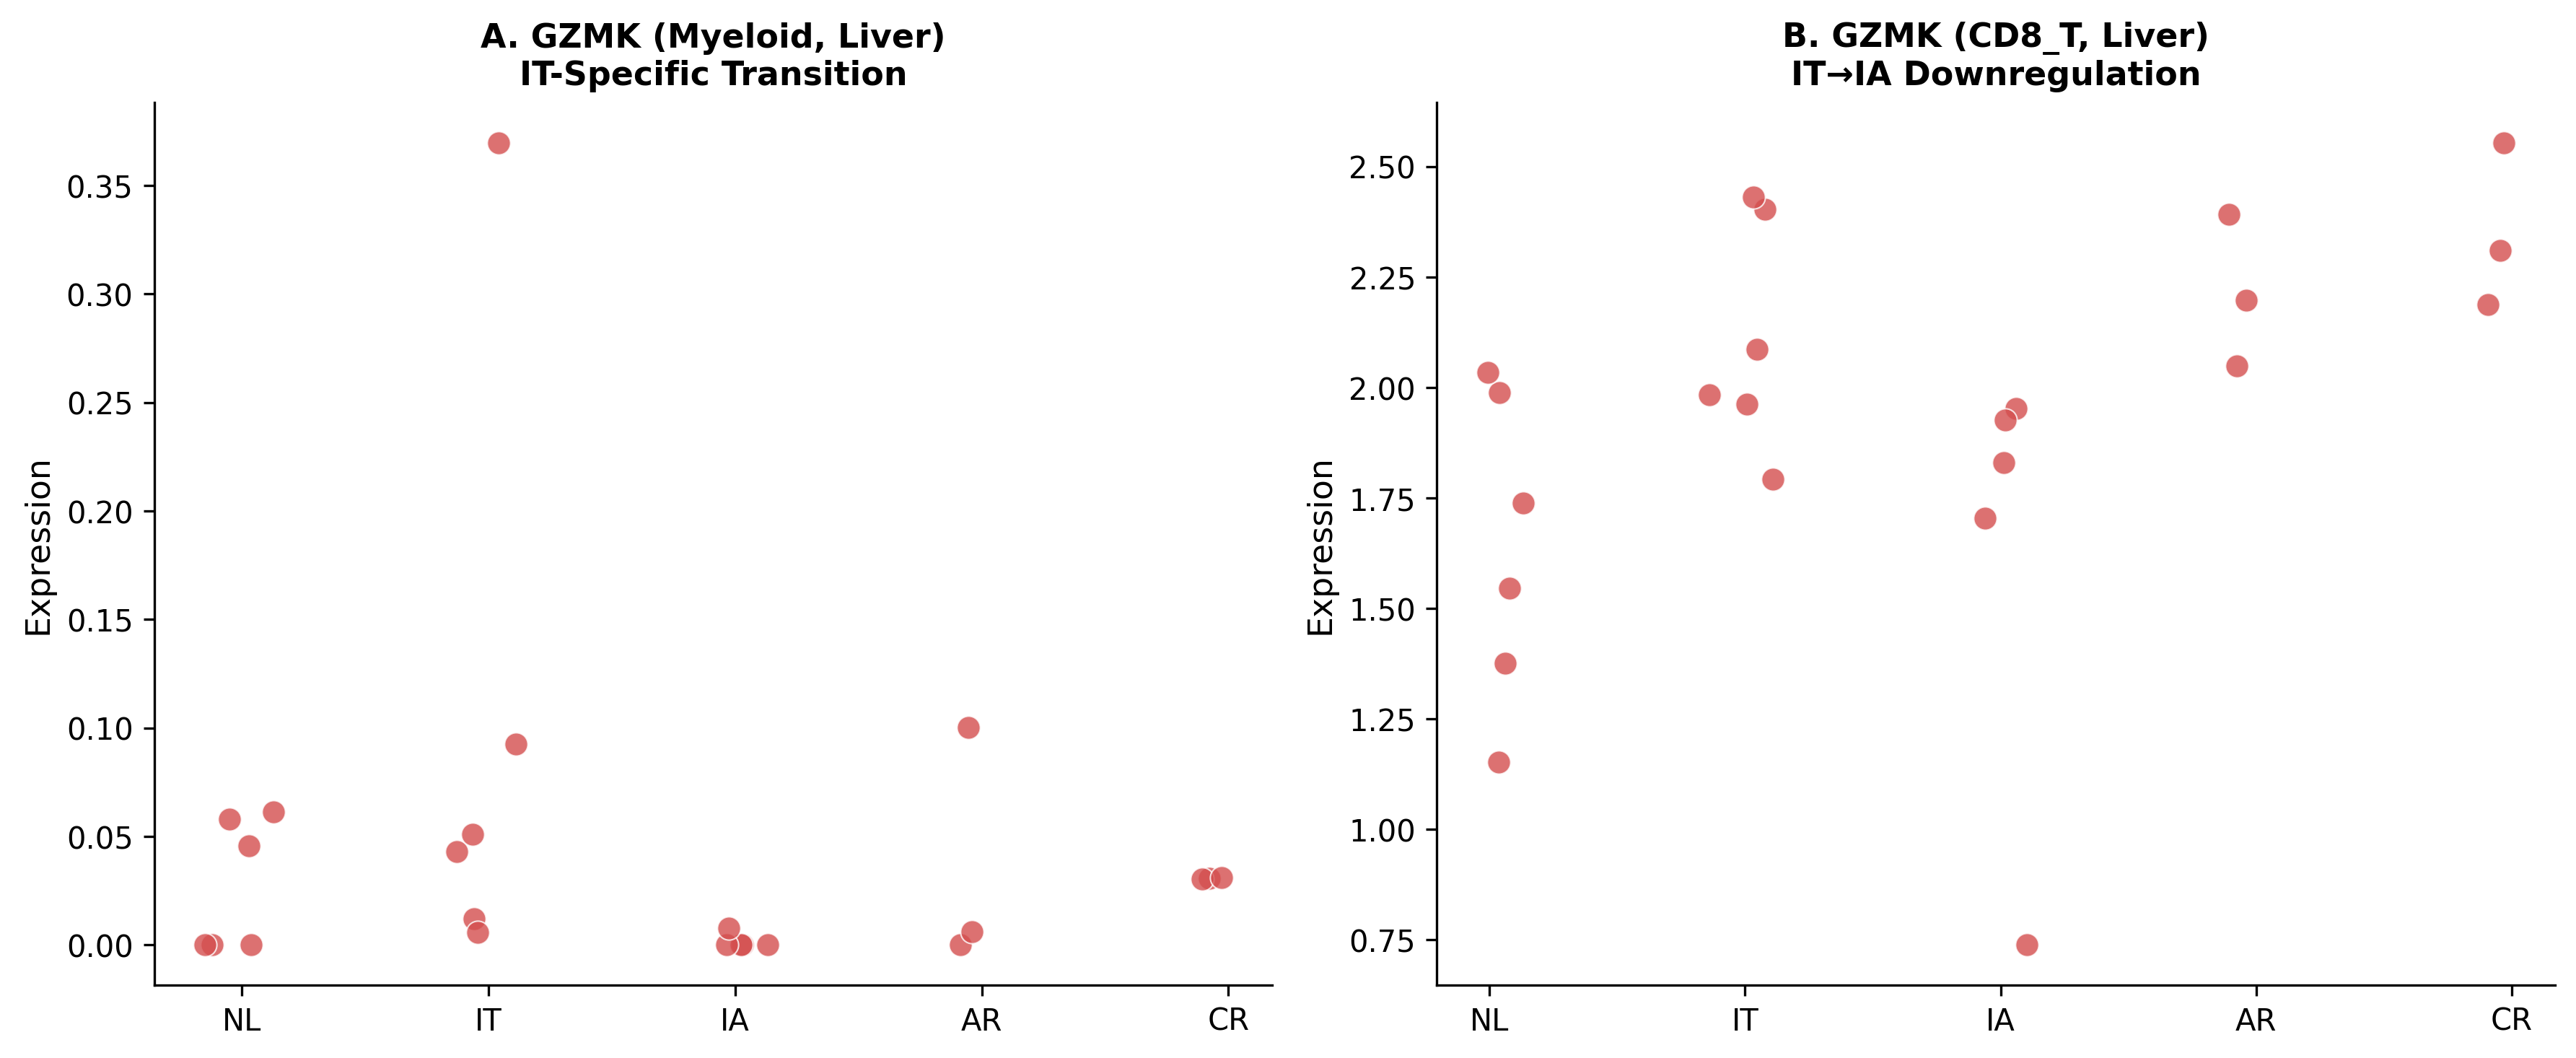 A. GZMK (Myeloid, Liver)
IT-Specific Transition
Expression
0.35
0.30
0.25
0.20
0.15
0.10
0.05
0.00
NL IT IA AR CR
B. GZMK (CD8_T, Liver)
IT→IA Downregulation
Expression
2.50
2.25
2.00
1.75
1.50
1.25
1.00
0.75
NL IT IA AR CR